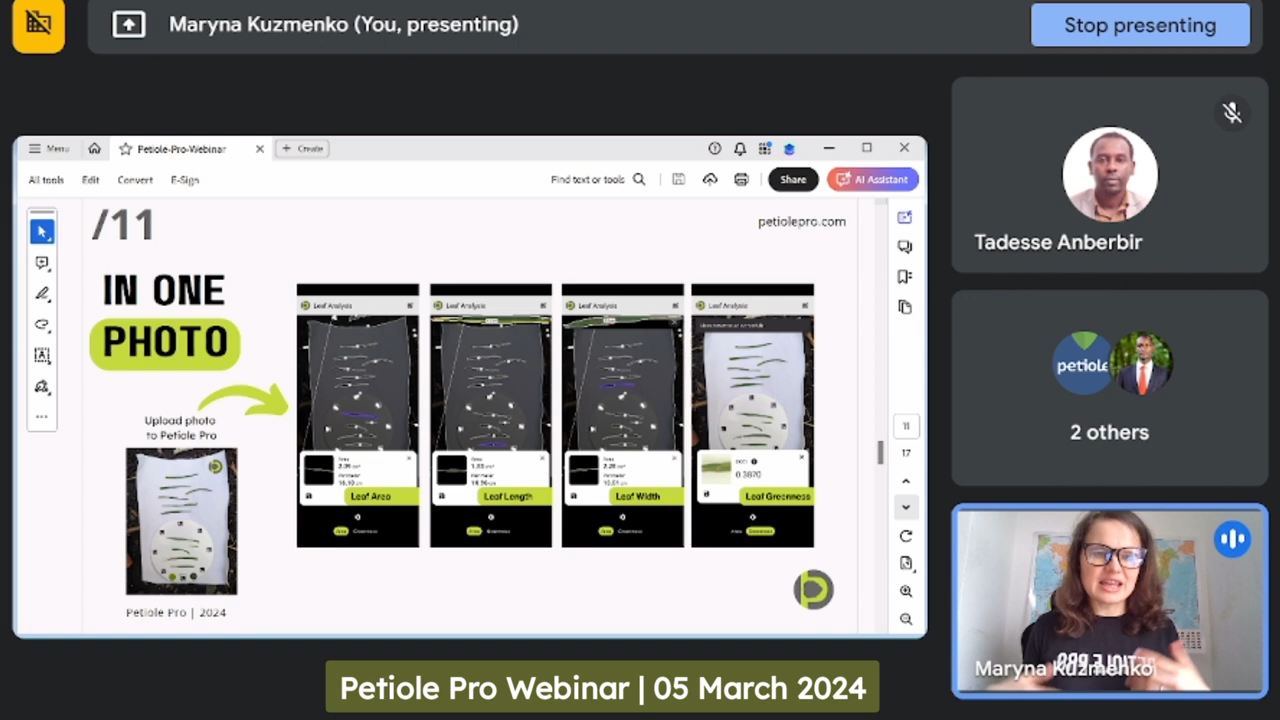 Maryna Kuzmenko (You, presenting)
Stop presenting
Menu
Petiole-Pro-Webinar
Create
All tools
Edit
Convert
E-Sign
Find text or tools
Share
AI Assistant
/11
petiolepro.com
IN ONE
PHOTO
Upload photo
to Petiole Pro
Leaf Analysis
Leaf Analysis
Leaf Analysis
Leaf Analysis
0.3870
Leaf Area
Leaf Length
Leaf Width
Leaf Greenness
Petiole Pro | 2024
11
17
Tadesse Anberbir
petiole
2 others
Maryna Kuzmenko
Petiole Pro Webinar | 05 March 2024